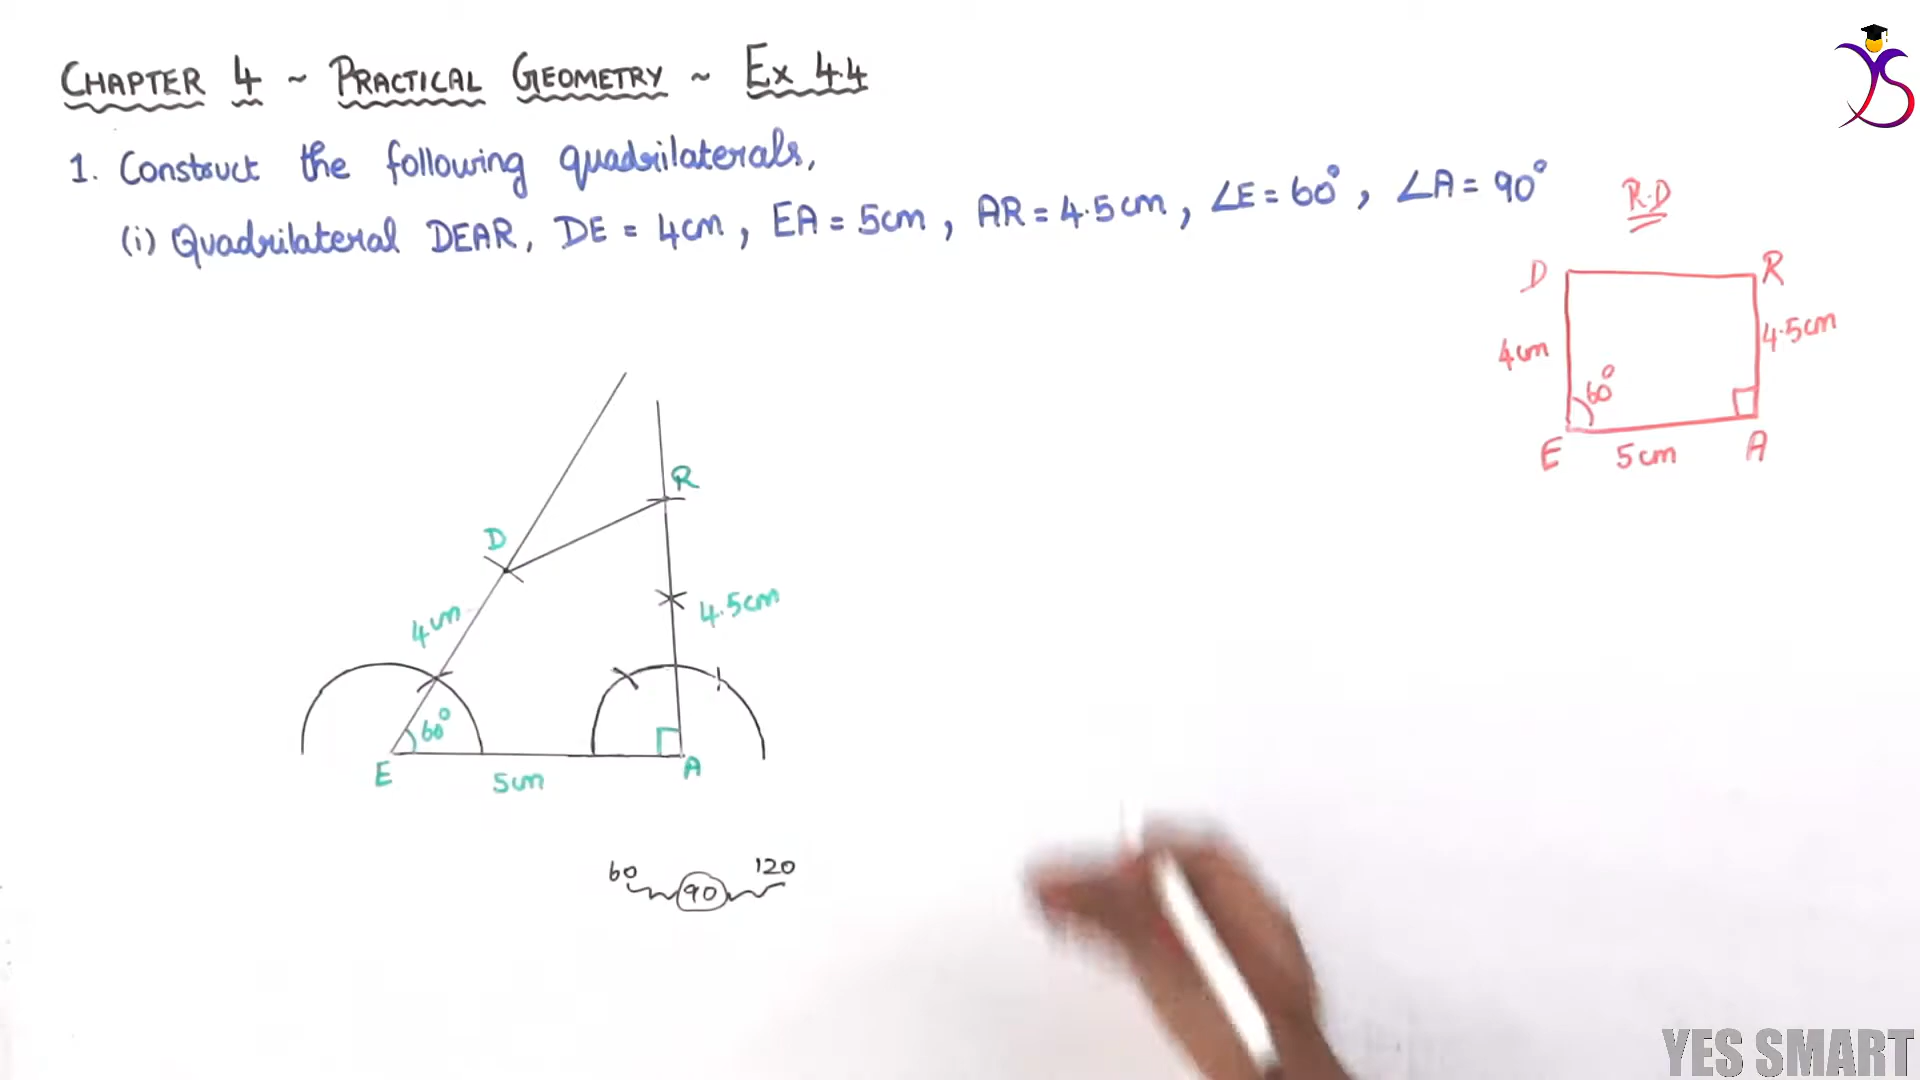 CHAPTER 4 ~ PRACTICAL GEOMETRY ~ Ex 4.4
1. Construct the following quadrilaterals,
(i) Quadrilateral DEAR, DE = 4cm, EA = 5cm, AR = 4.5cm, ∠E = 60°, ∠A = 90°
R.D
D R
4cm 4.5cm
60°
E 5cm A
R
D
4cm 4.5cm
60°
E 5cm A
60 90 120
YS
YES SMART